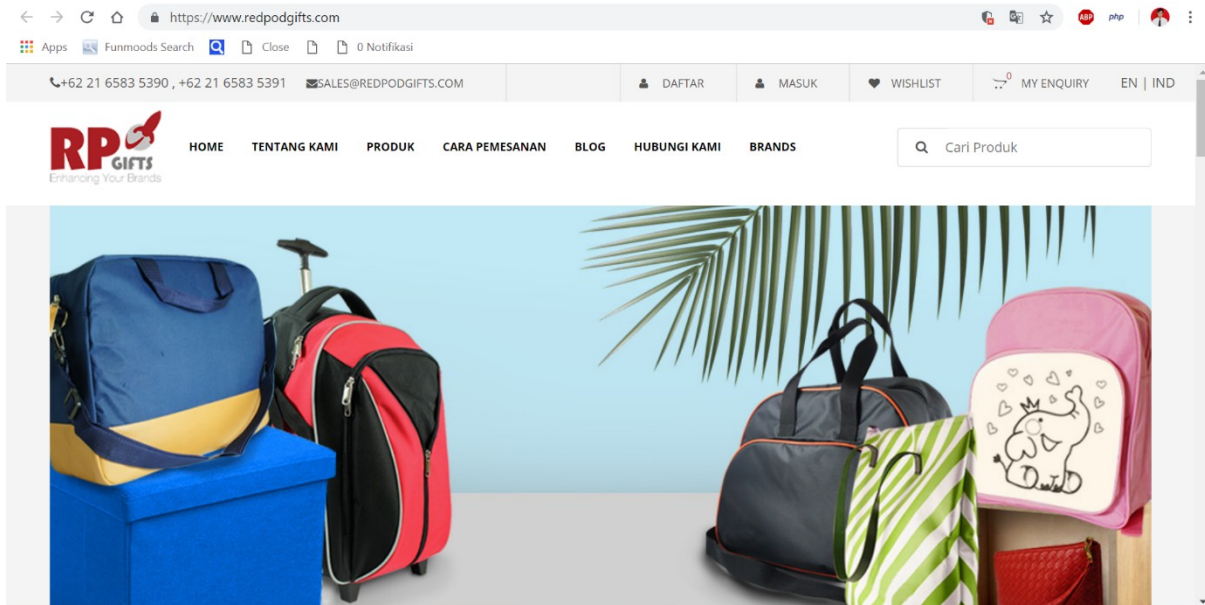 https://www.redpodgifts.com
ABP
php
Apps Funmoods Search Close 0 Notifikasi
+62 21 6583 5390 , +62 21 6583 5391 SALES@REDPODGIFTS.COM DAFTAR MASUK WISHLIST 0 MY ENQUIRY EN | IND
RP GIFTS
Enhancing Your Brands
HOME TENTANG KAMI PRODUK CARA PEMESANAN BLOG HUBUNGI KAMI BRANDS
Cari Produk